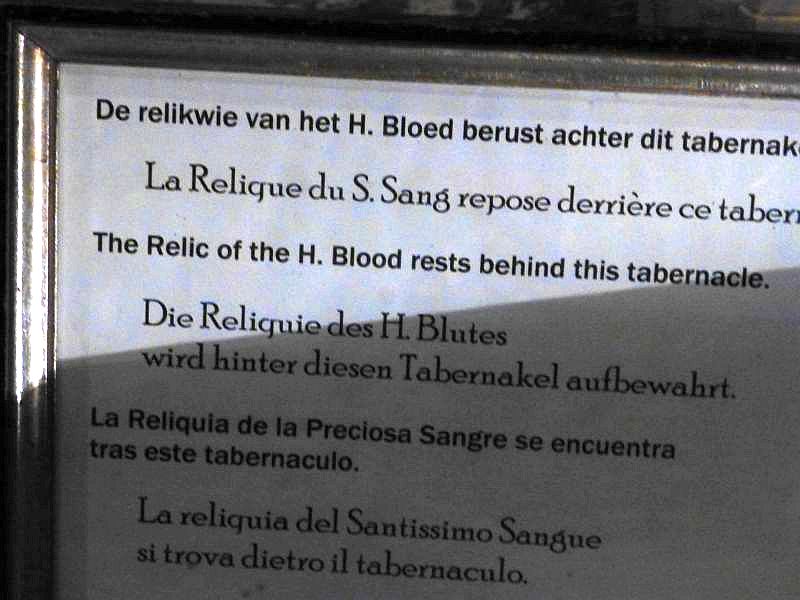 De relikwie van het H. Bloed berust achter dit tabernak
La Relique du S. Sang repose derrière ce tabern
The Relic of the H. Blood rests behind this tabernacle.
Die Reliquie des H. Blutes
wird hinter diesen Tabernakel aufbewahrt.
La Reliquia de la Preciosa Sangre se encuentra
tras este tabernaculo.
La reliquia del Santissimo Sangue
si trova dietro il tabernaculo.